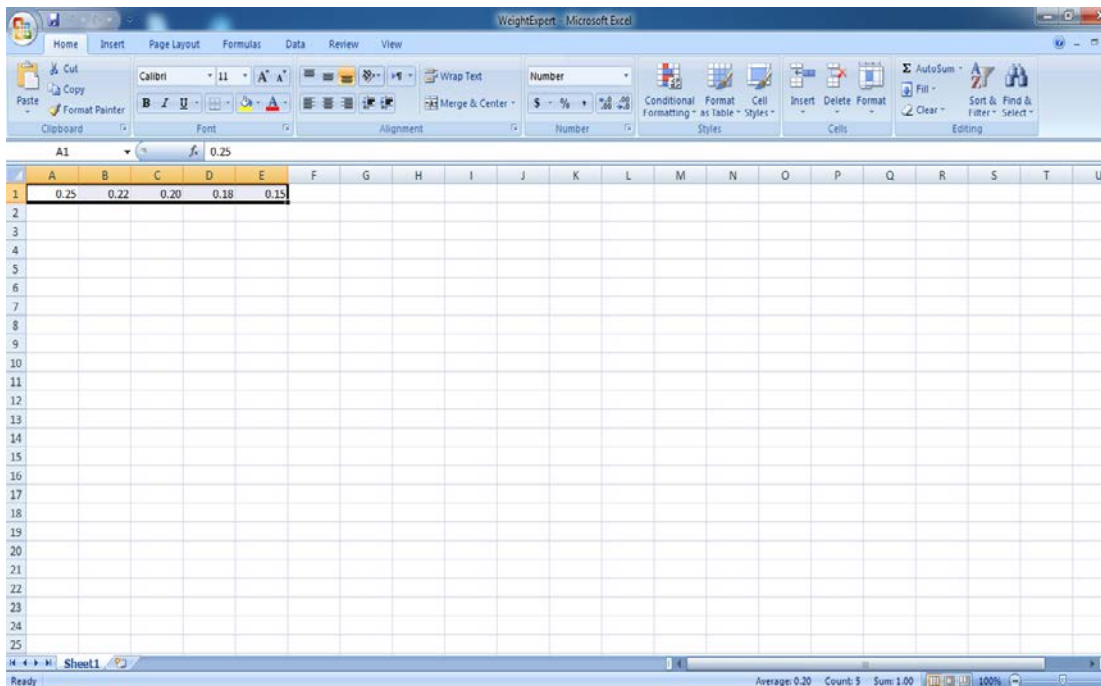 WeightExpert - Microsoft Excel
Home Insert Page Layout Formulas Data Review View
Paste
Cut
Copy
Format Painter
Clipboard
Calibri 11 A A
B I U A
Font
Wrap Text
Merge & Center
Alignment
Number
$ % , .0 .00 .00 .0
Number
Conditional Formatting
Format as Table
Cell Styles
Styles
Insert Delete Format
Cells
Σ AutoSum
Fill
Clear
Sort & Filter
Find & Select
Editing
A1 fx 0.25
A B C D E F G H I J K L M N O P Q R S T U
1 0.25 0.22 0.20 0.18 0.15
2
3
4
5
6
7
8
9
10
11
12
13
14
15
16
17
18
19
20
21
22
23
24
25
Sheet1
Ready Average: 0.20 Count: 5 Sum: 1.00 100%